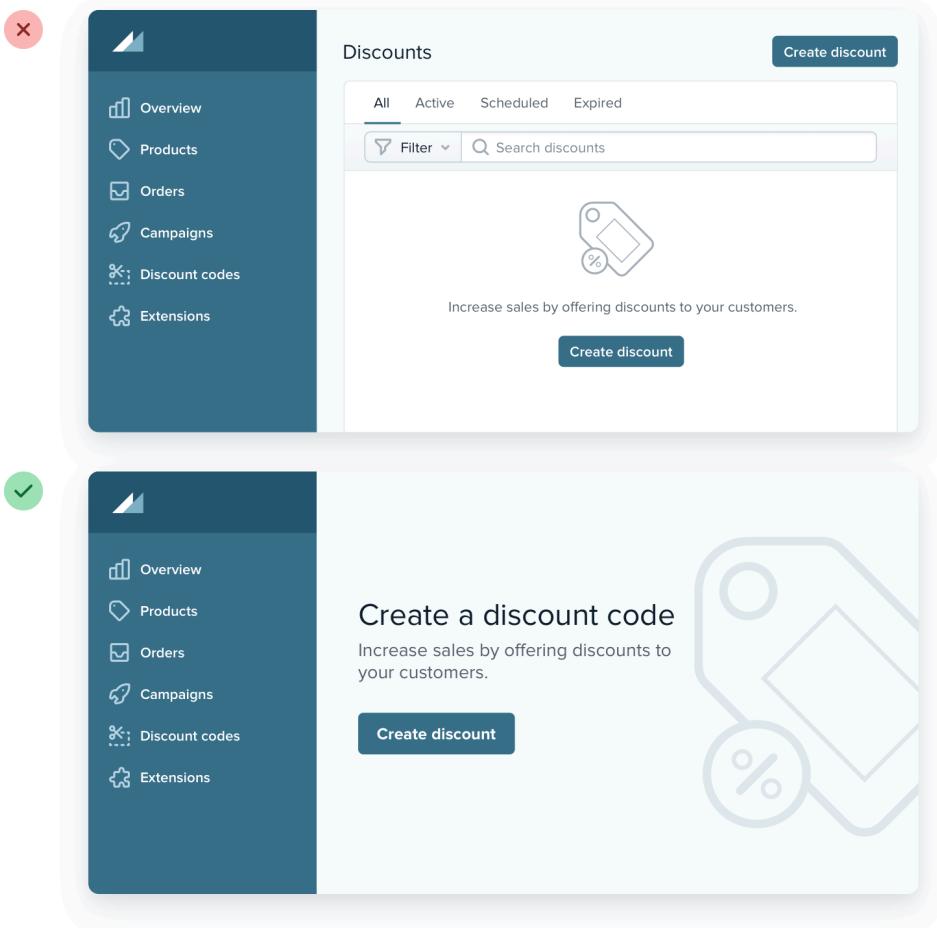 Discounts
Create discount
Overview
Products
Orders
Campaigns
Discount codes
Extensions
All Active Scheduled Expired
Filter Search discounts
Increase sales by offering discounts to your customers.
Create discount
Overview
Products
Orders
Campaigns
Discount codes
Extensions
Create a discount code
Increase sales by offering discounts to
your customers.
Create discount